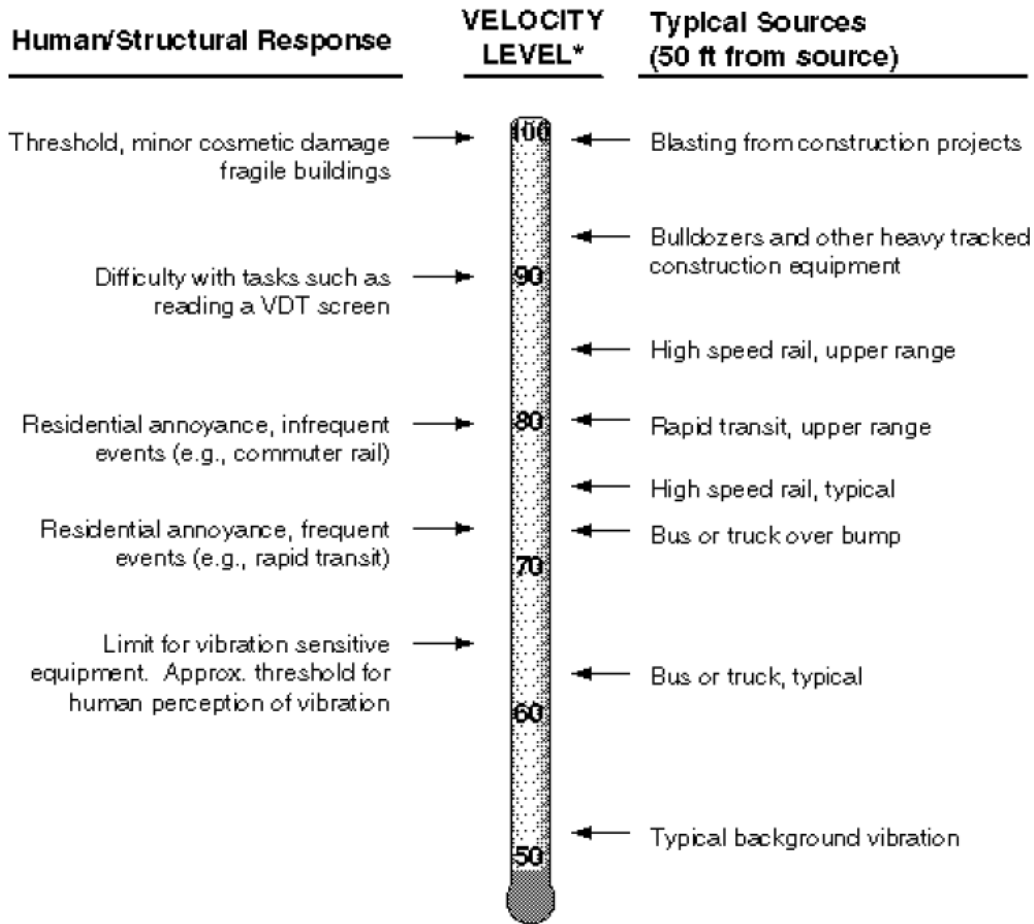 Human/Structural Response
VELOCITY
LEVEL*
Typical Sources
(50 ft from source)
Threshold, minor cosmetic damage
fragile buildings
100
Blasting from construction projects
Bulldozers and other heavy tracked
construction equipment
Difficulty with tasks such as
reading a VDT screen
90
High speed rail, upper range
Residential annoyance, infrequent
events (e.g., commuter rail)
80
Rapid transit, upper range
High speed rail, typical
Residential annoyance, frequent
events (e.g., rapid transit)
Bus or truck over bump
70
Limit for vibration sensitive
equipment. Approx. threshold for
human perception of vibration
Bus or truck, typical
60
Typical background vibration
50